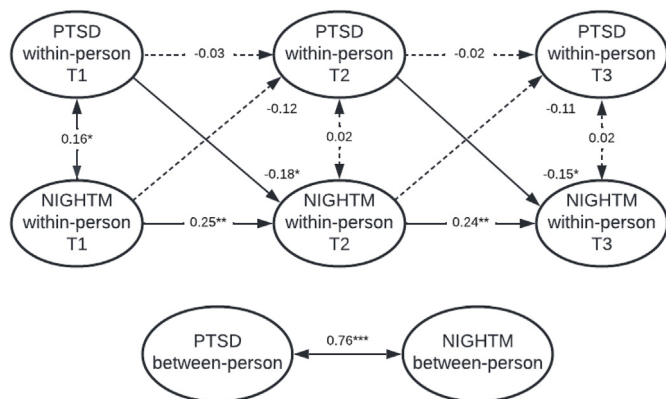 PTSD
within-person
T1
-0.03
PTSD
within-person
T2
-0.02
PTSD
within-person
T3
-0.12
-0.11
0.16*
0.02
0.02
-0.18*
-0.15*
NIGHTM
within-person
T1
0.25**
NIGHTM
within-person
T2
0.24**
NIGHTM
within-person
T3
PTSD
between-person
0.76***
NIGHTM
between-person